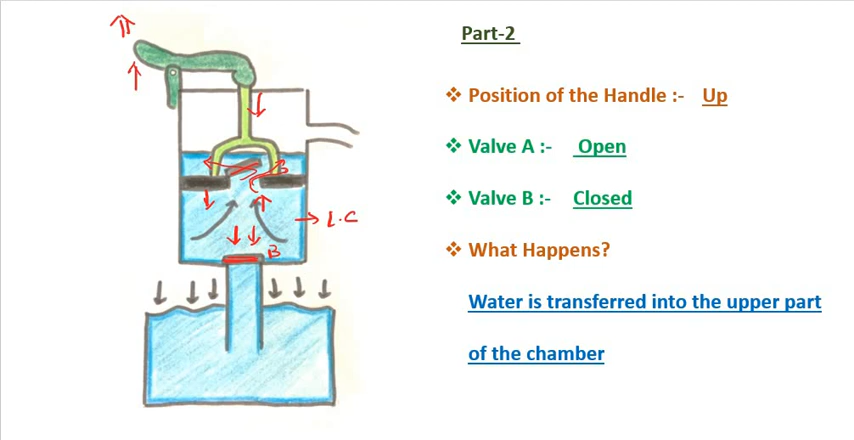 Part-2
❖ Position of the Handle :- Up
❖ Valve A :- Open
❖ Valve B :- Closed
❖ What Happens?
Water is transferred into the upper part
of the chamber
L.C
B